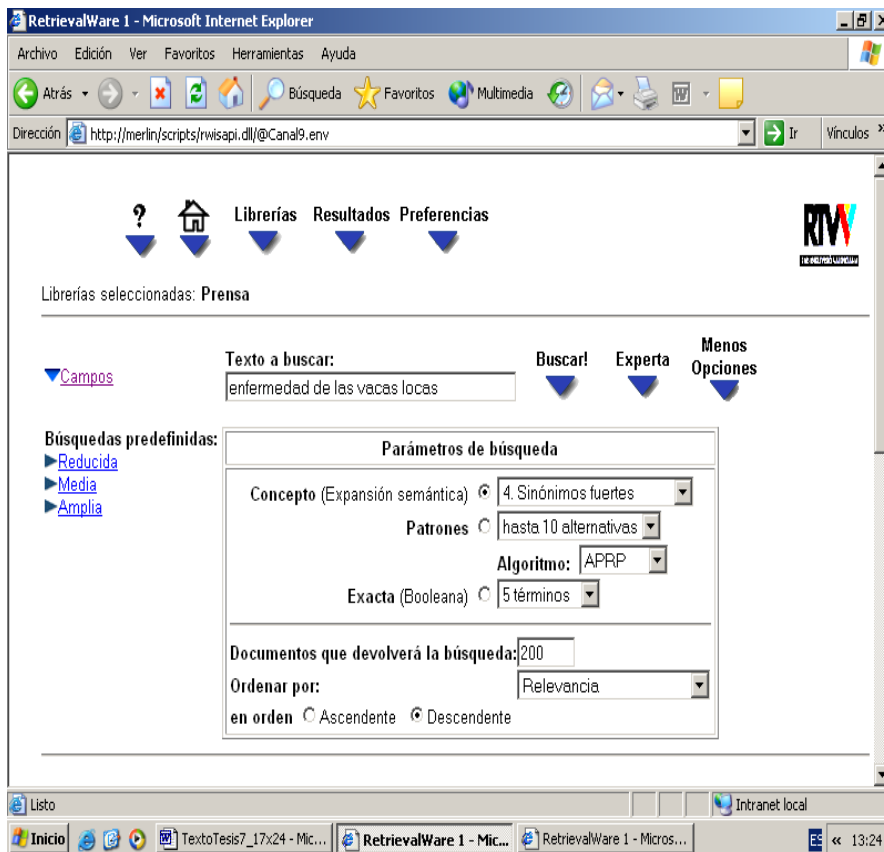 RetrievalWare 1 - Microsoft Internet Explorer
Archivo Edición Ver Favoritos Herramientas Ayuda
Atrás Búsqueda Favoritos Multimedia
Dirección http://merlin/scripts/rwisapi.dll/@Canal9.env Ir Vínculos »
? Librerías Resultados Preferencias
RTVV
Librerías seleccionadas: Prensa
Campos
Texto a buscar:
enfermedad de las vacas locas
Buscar! Experta
Menos
Opciones
Búsquedas predefinidas:
Reducida
Media
Amplia
Parámetros de búsqueda
Concepto (Expansión semántica) 4. Sinónimos fuertes
Patrones hasta 10 alternativas
Algoritmo: APRP
Exacta (Booleana) 5 términos
Documentos que devolverá la búsqueda: 200
Ordenar por: Relevancia
en orden Ascendente Descendente
Listo Intranet local
Inicio TextoTesis7_17x24 - Mic... RetrievalWare 1 - Mic... RetrievalWare 1 - Micros... ES « 13:24